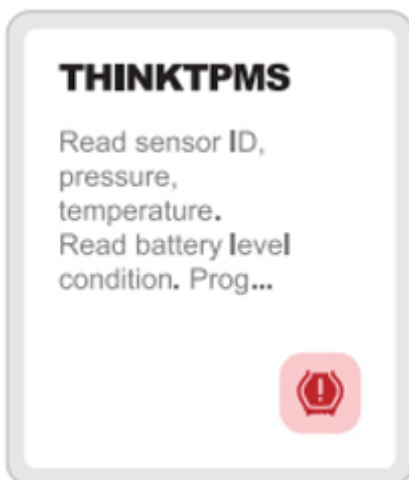 THINKTPMS
Read sensor ID,
pressure,
temperature.
Read battery level
condition. Prog...